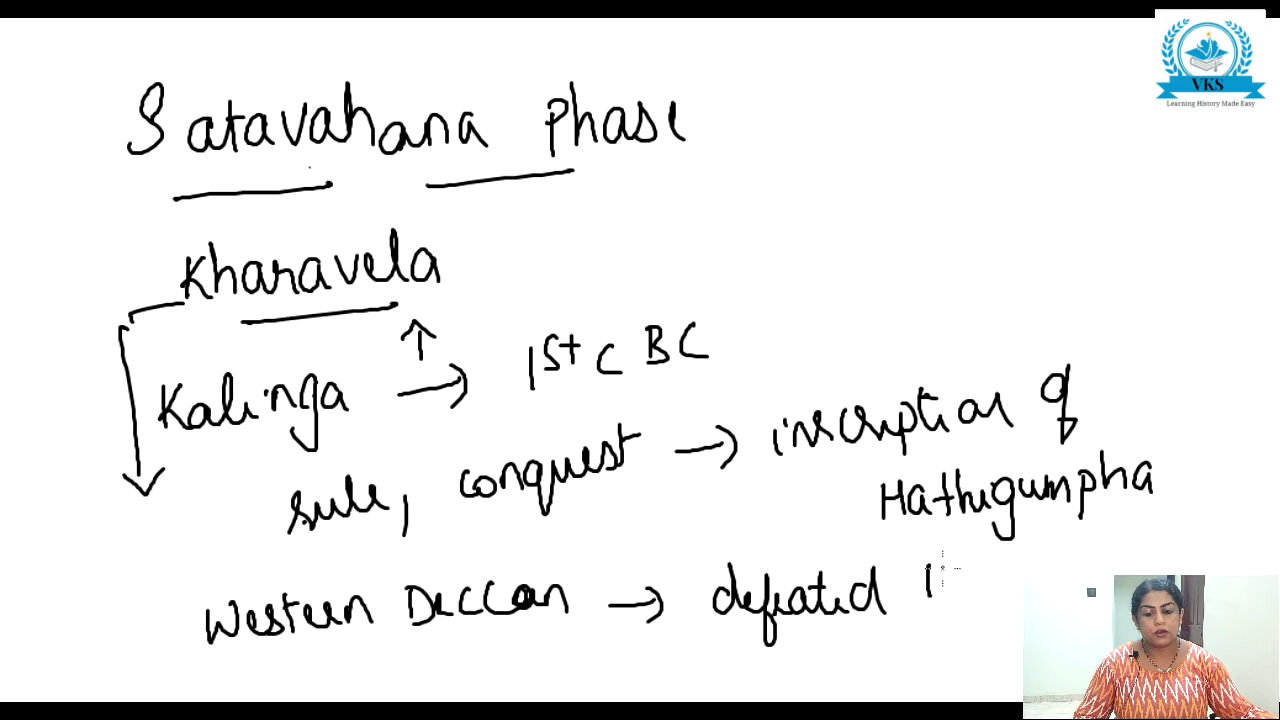 VKS
Learning History Made Easy
Satavahana Phase
Kharavela
Kalinga → 1st C BC
rule, conquest → inscription of
Hathigumpha
Western Deccan → defeated